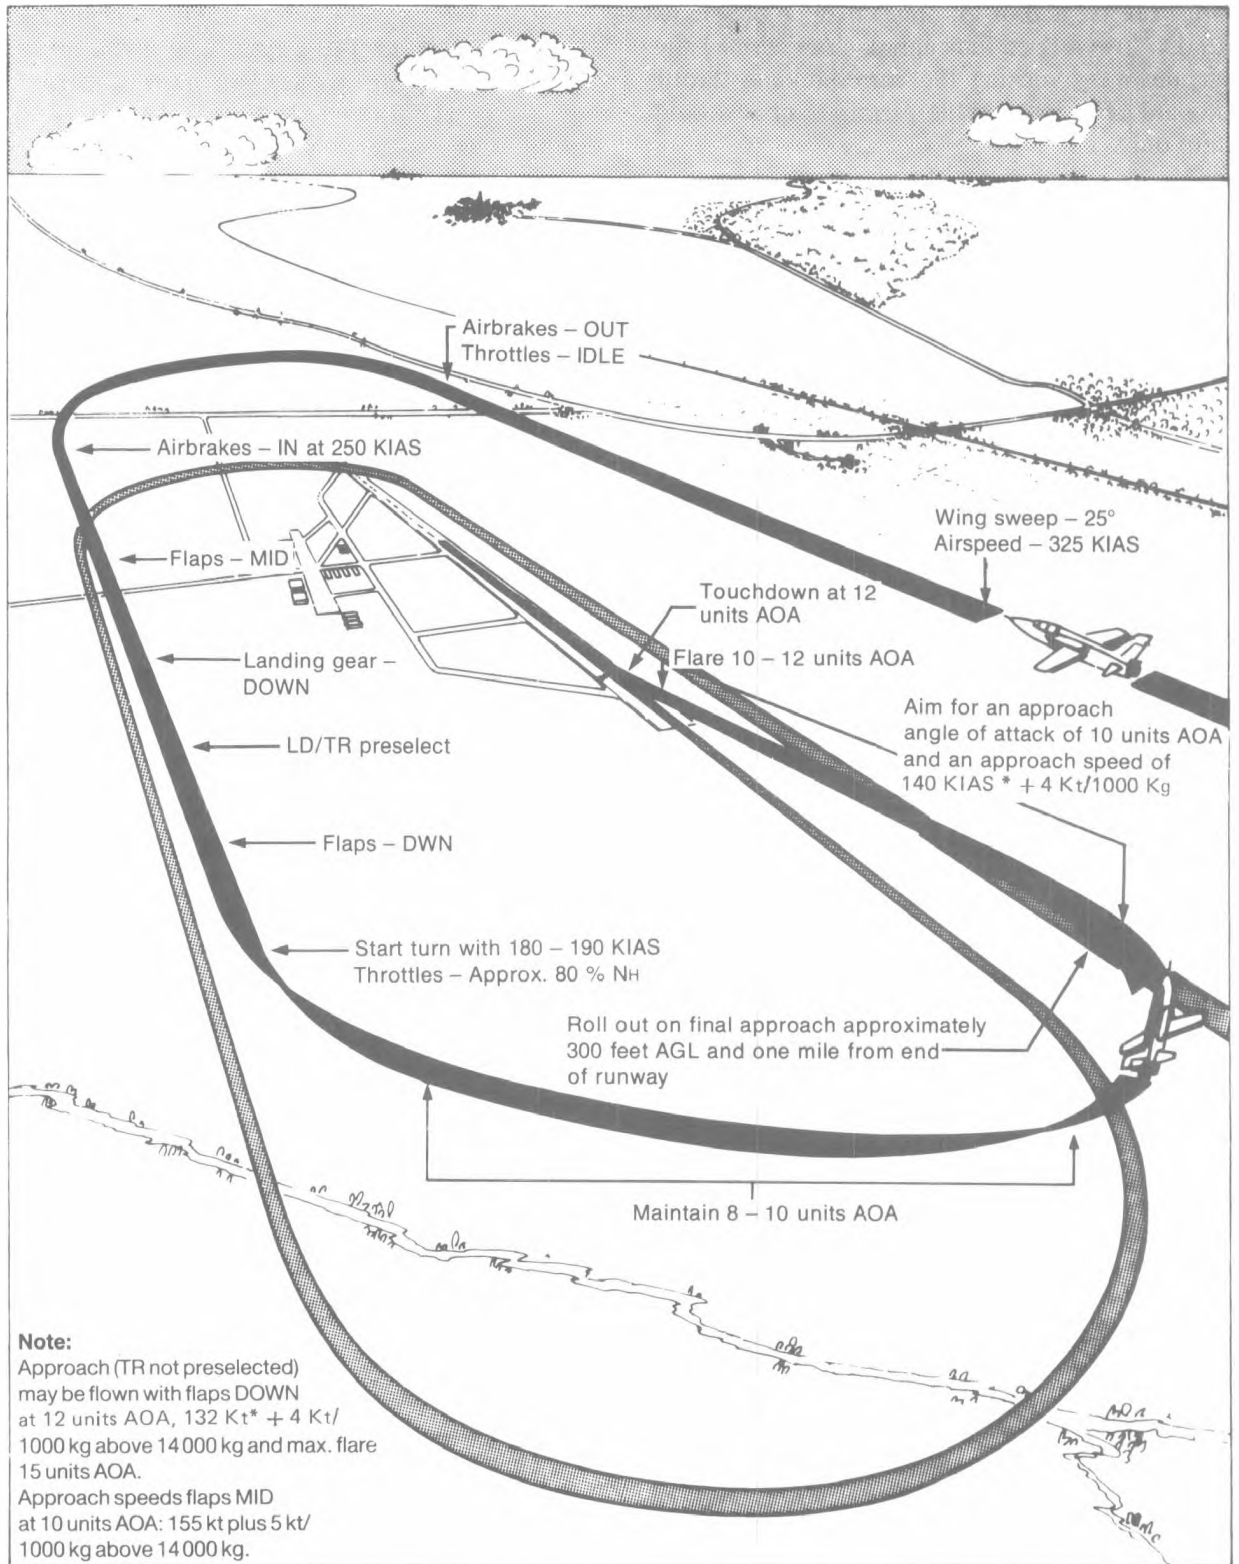 Airbrakes – OUT
Throttles – IDLE
Airbrakes – IN at 250 KIAS
Wing sweep – 25°
Airspeed – 325 KIAS
Flaps – MID
Touchdown at 12
units AOA
Flare 10 – 12 units AOA
Landing gear –
DOWN
Aim for an approach
angle of attack of 10 units AOA
and an approach speed of
140 KIAS * + 4 Kt/1000 Kg
LD/TR preselect
Flaps – DWN
Start turn with 180 – 190 KIAS
Throttles – Approx. 80 % NH
Roll out on final approach approximately
300 feet AGL and one mile from end
of runway
Maintain 8 – 10 units AOA
Note:
Approach (TR not preselected)
may be flown with flaps DOWN
at 12 units AOA, 132 Kt* + 4 Kt/
1000 kg above 14000 kg and max. flare
15 units AOA.
Approach speeds flaps MID
at 10 units AOA: 155 kt plus 5 kt/
1000 kg above 14000 kg.